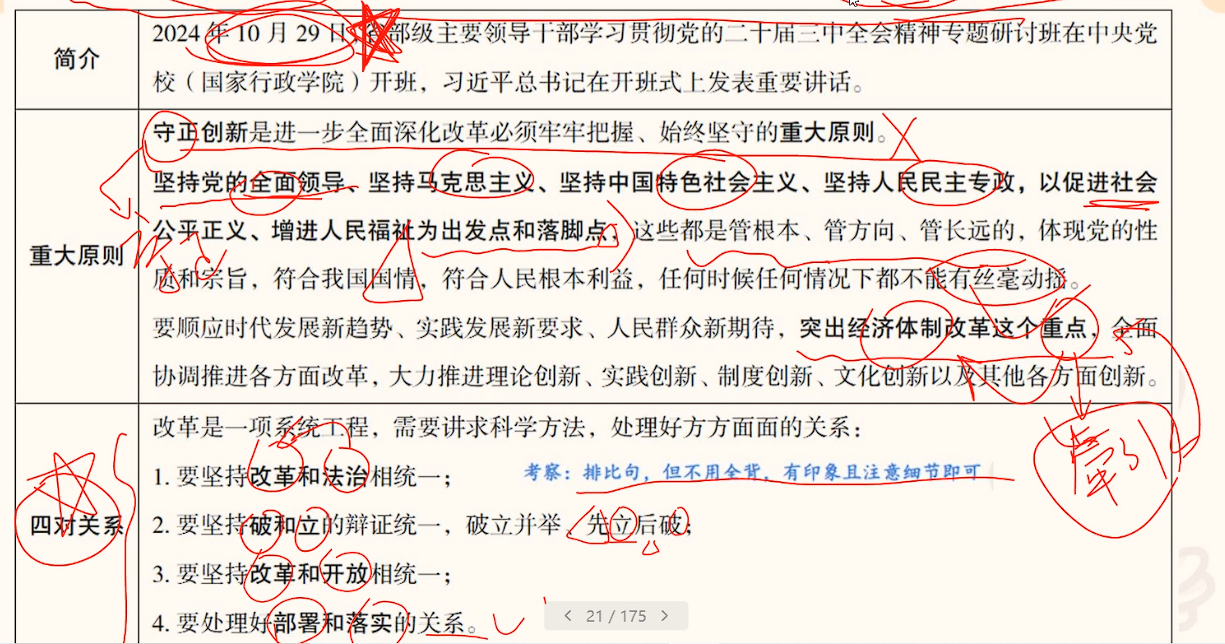 简介
2024 年 10 月 29 日,省部级主要领导干部学习贯彻党的二十届三中全会精神专题研讨班在中央党
校（国家行政学院）开班，习近平总书记在开班式上发表重要讲话。
重大原则
守正创新是进一步全面深化改革必须牢牢把握、始终坚守的重大原则。
坚持党的全面领导、坚持马克思主义、坚持中国特色社会主义、坚持人民民主专政，以促进社会
公平正义、增进人民福祉为出发点和落脚点，这些都是管根本、管方向、管长远的，体现党的性
质和宗旨，符合我国国情，符合人民根本利益，任何时候任何情况下都不能有丝毫动摇。
要顺应时代发展新趋势、实践发展新要求、人民群众新期待，突出经济体制改革这个重点，全面
协调推进各方面改革，大力推进理论创新、实践创新、制度创新、文化创新以及其他各方面创新。
四对关系
改革是一项系统工程，需要讲求科学方法，处理好方方面面的关系：
1. 要坚持改革和法治相统一；
考察：排比句，但不用全背，有印象且注意细节即可
2. 要坚持破和立的辩证统一，破立并举、先立后破；
3. 要坚持改革和开放相统一；
4. 要处理好部署和落实的关系。
21 / 175